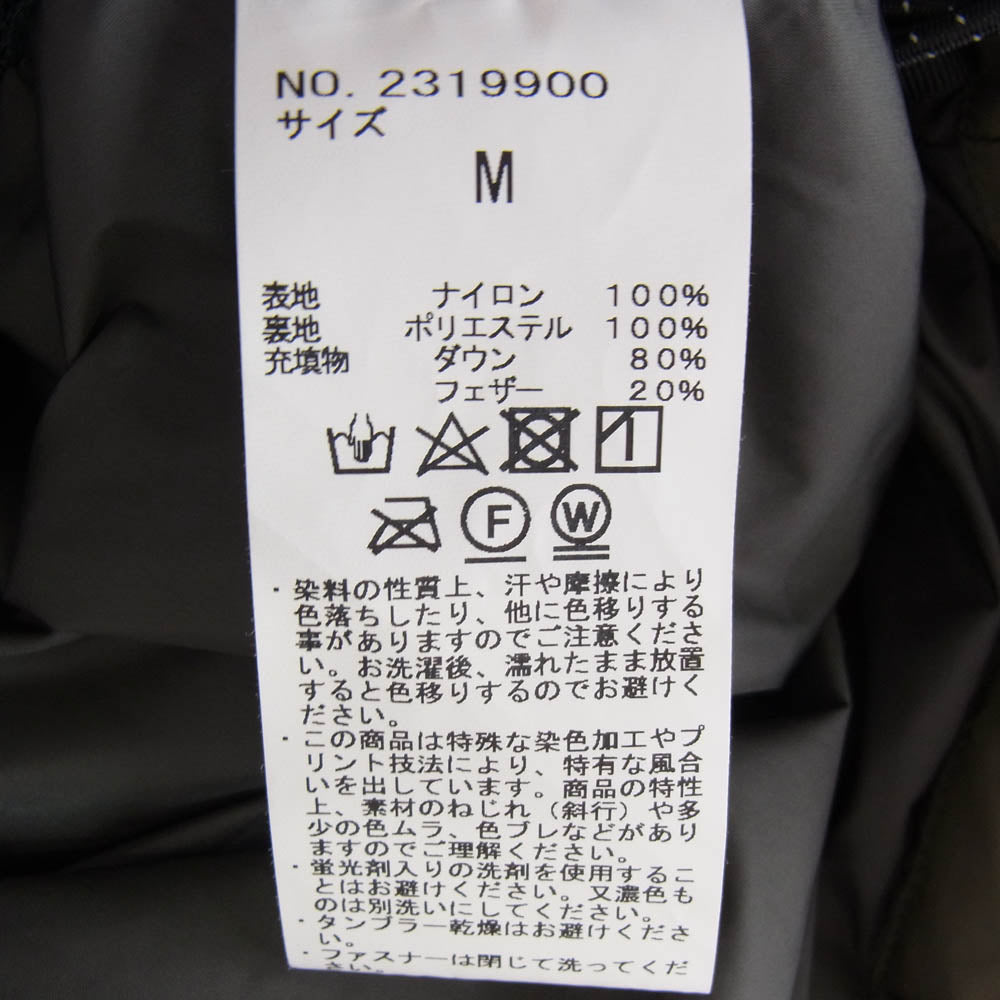 NO. 2319900
サイズ
M
表地 ナイロン 100%
裏地 ポリエステル 100%
充填物 ダウン 80%
フェザー 20%
F W
・染料の性質上、汗や摩擦により
色落ちしたり、他に色移りする
事がありますのでご注意くださ
い。お洗濯後、濡れたまま放置
すると色移りするのでお避けく
ださい。
・この商品は特殊な染色加工やプ
リント技法により、特有な風合
いを出しています。商品の特性
上、素材のねじれ（斜行）や多
少の色ムラ、色ブレなどがあり
ますのでご理解ください。
・蛍光剤入りの洗剤を使用するこ
とはお避けください。又濃色も
のは別洗いにしてください。
・タンブラー乾燥はお避けくださ
い。
・ファスナーは閉じて洗ってくだ
さい。